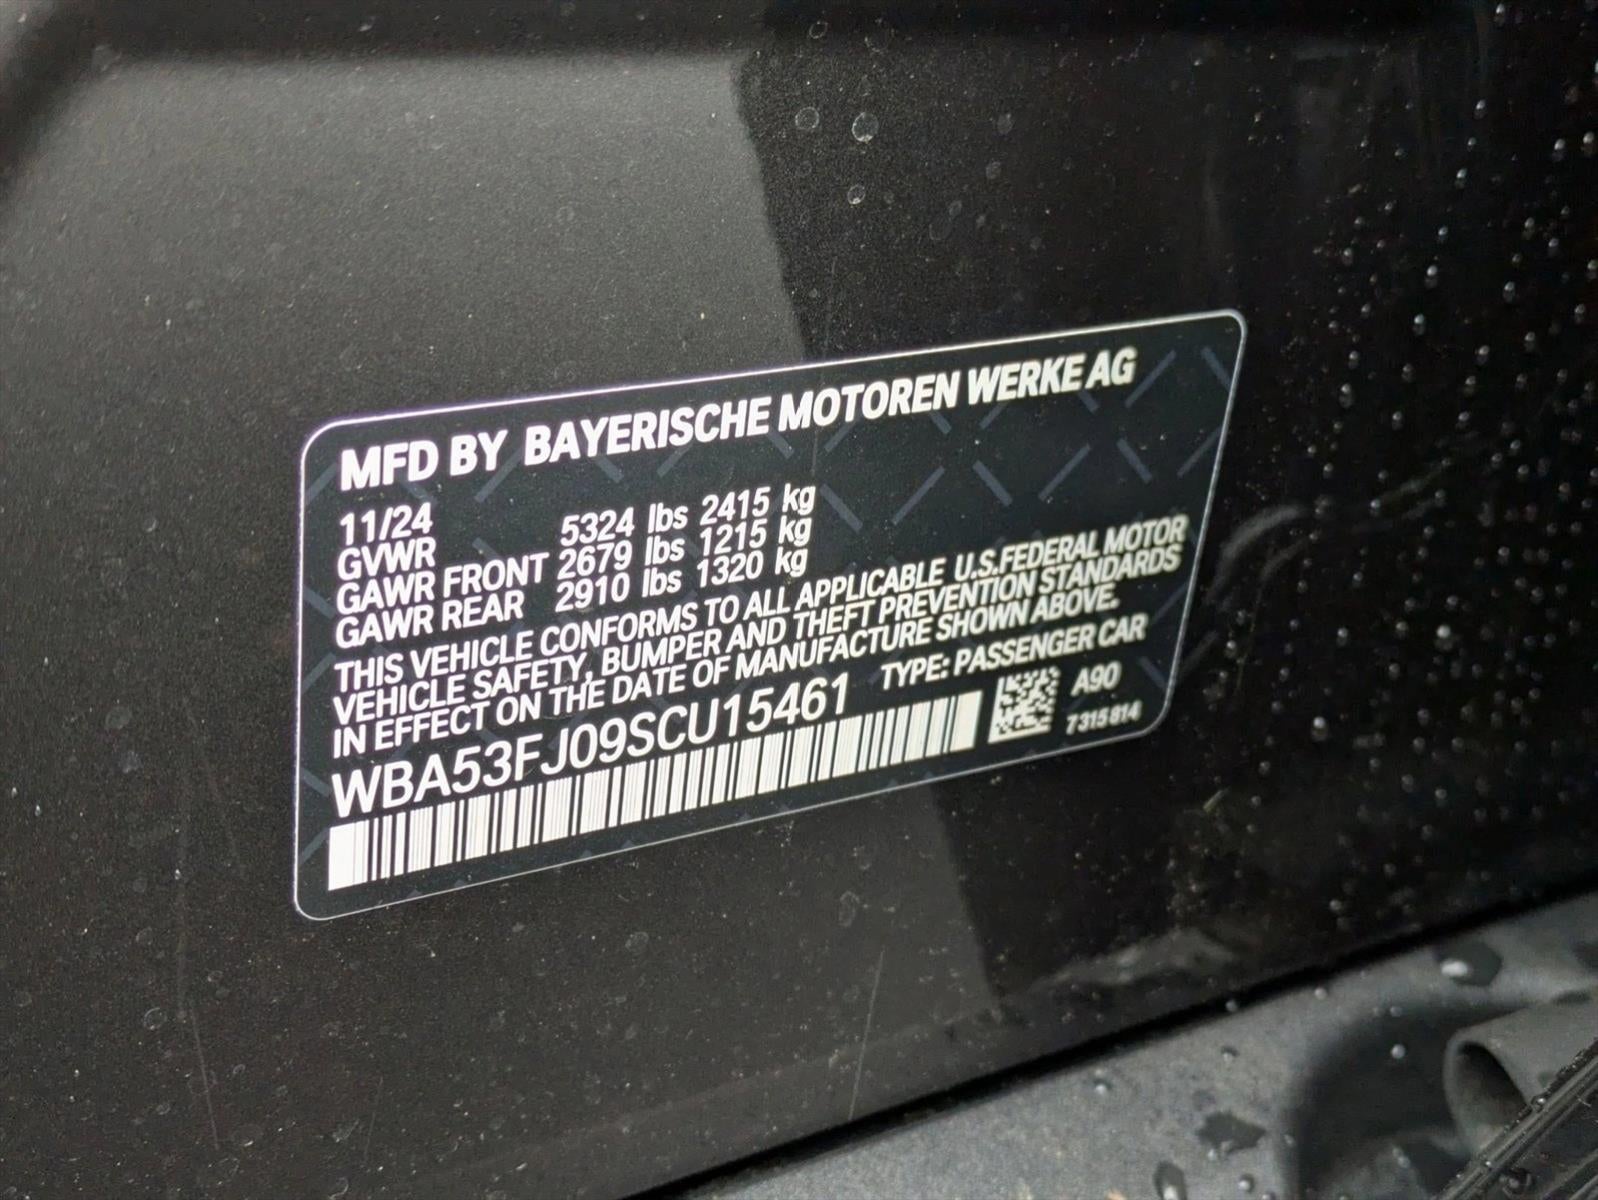 MFD BY BAYERISCHE MOTOREN WERKE AG
11/24
GVWR 5324 lbs 2415 kg
GAWR FRONT 2679 lbs 1215 kg
GAWR REAR 2910 lbs 1320 kg
THIS VEHICLE CONFORMS TO ALL APPLICABLE U.S.FEDERAL MOTOR
VEHICLE SAFETY, BUMPER AND THEFT PREVENTION STANDARDS
IN EFFECT ON THE DATE OF MANUFACTURE SHOWN ABOVE.
WBA53FJ09SCU15461 TYPE: PASSENGER CAR
A90
7315814